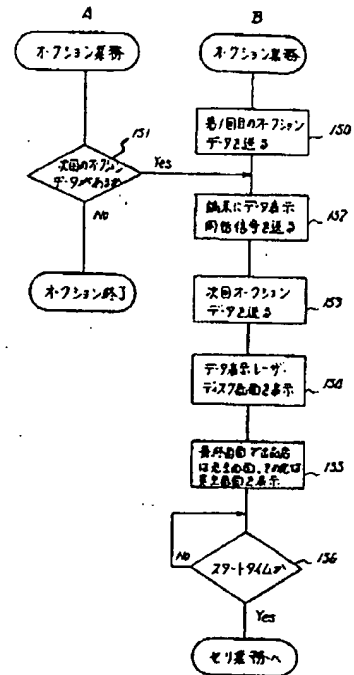 A
B
オークション業務
オークション業務
151
次回のオークション
データがあるか
Yes
No
オークション終了
第1回目のオークション
データを送る
150
端末にデータ表示
同信信号を送る
152
次回オークション
データを送る
153
データ表示レーザ・
ディスク画面を表示
154
最終画面で出品店
は売主画面、その他は
買主画面を表示
155
No
スタートタイムか
156
Yes
セリ業務へ